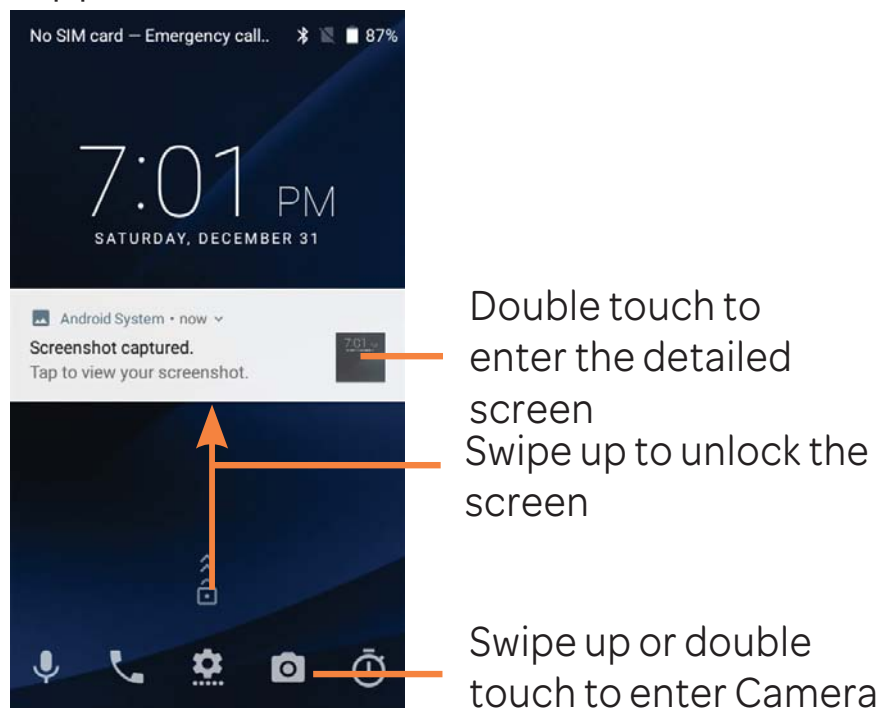 No SIM card – Emergency call.. 87%
7:01 PM
SATURDAY, DECEMBER 31
Android System • now
Screenshot captured.
Tap to view your screenshot.
7:01
Double touch to
enter the detailed
screen
Swipe up to unlock the
screen
Swipe up or double
touch to enter Camera